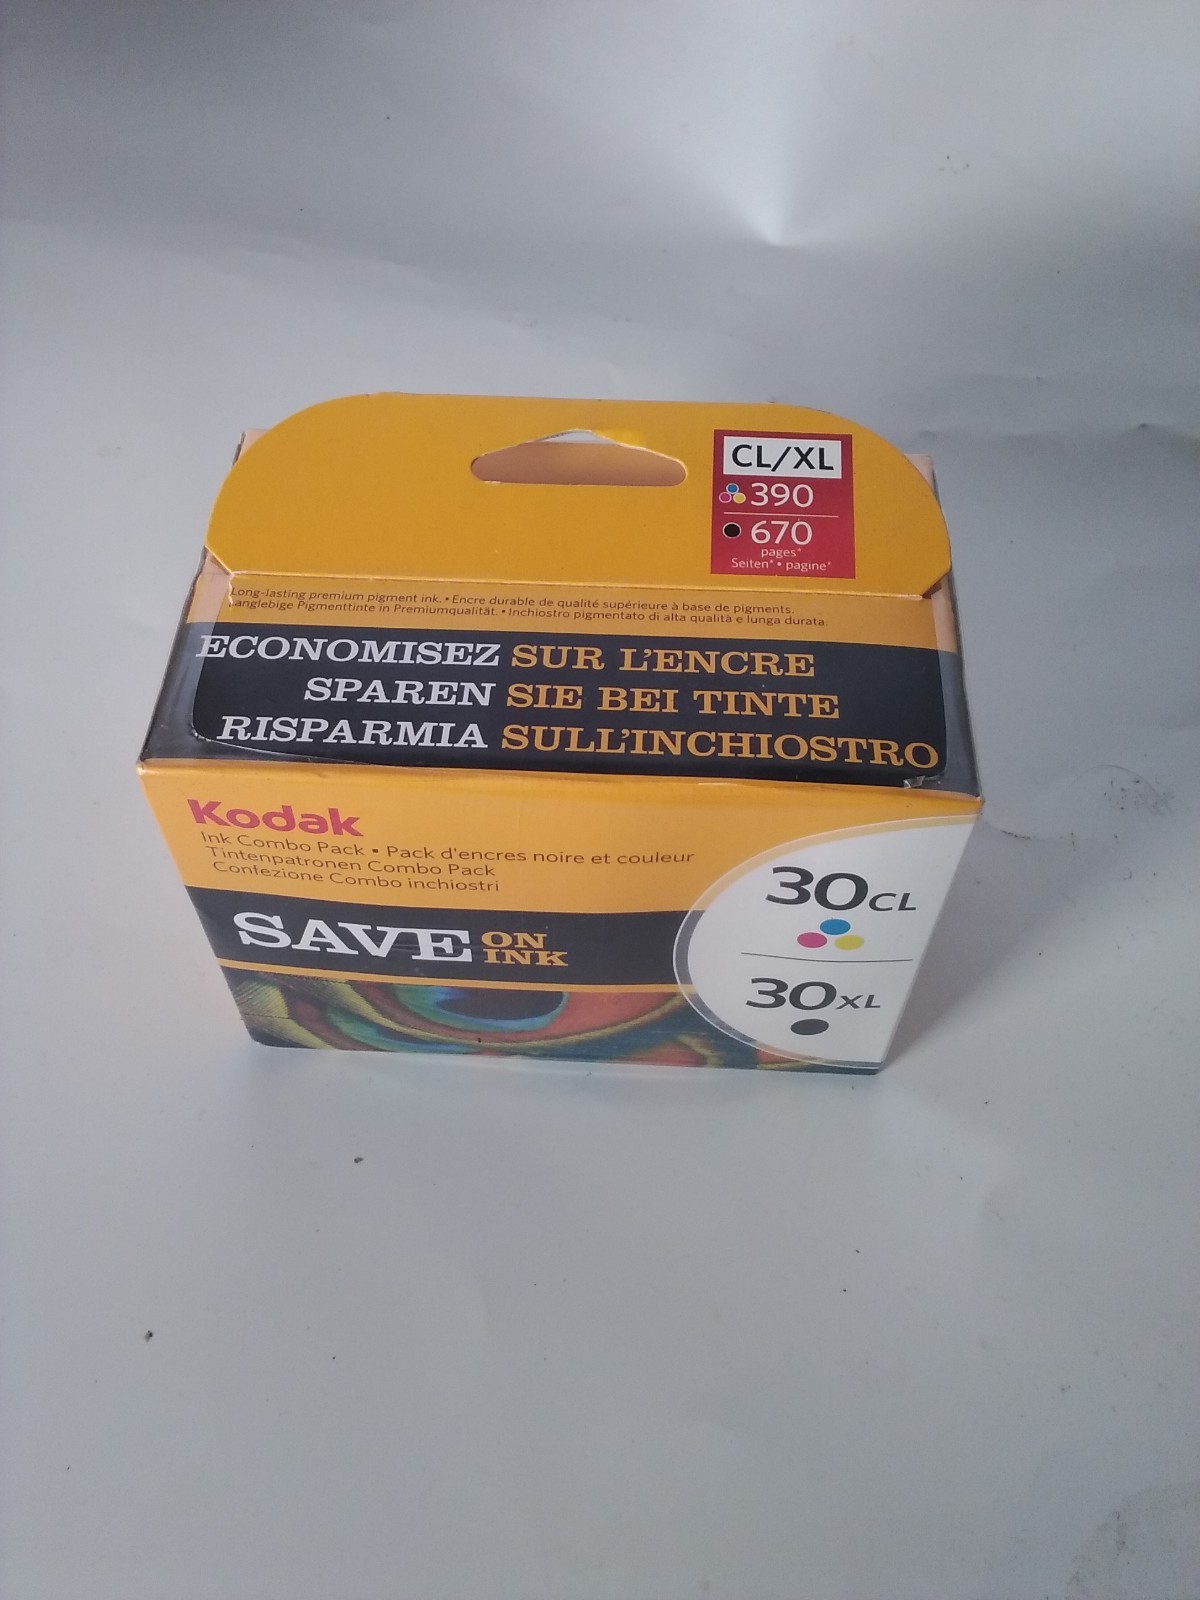 CL/XL
390
670
pages*
Seiten* • pagine*
Long-lasting premium pigment ink. • Encre durable de qualité supérieure à base de pigments.
Langlebige Pigmenttinte in Premiumqualität. • Inchiostro pigmentato di alta qualità e lunga durata.
ECONOMISEZ SUR L'ENCRE
SPAREN SIE BEI TINTE
RISPARMIA SULL'INCHIOSTRO
Kodak
Ink Combo Pack ▪ Pack d'encres noire et couleur
Tintenpatronen Combo Pack
Confezione Combo inchiostri
SAVE ON INK
30CL
30XL